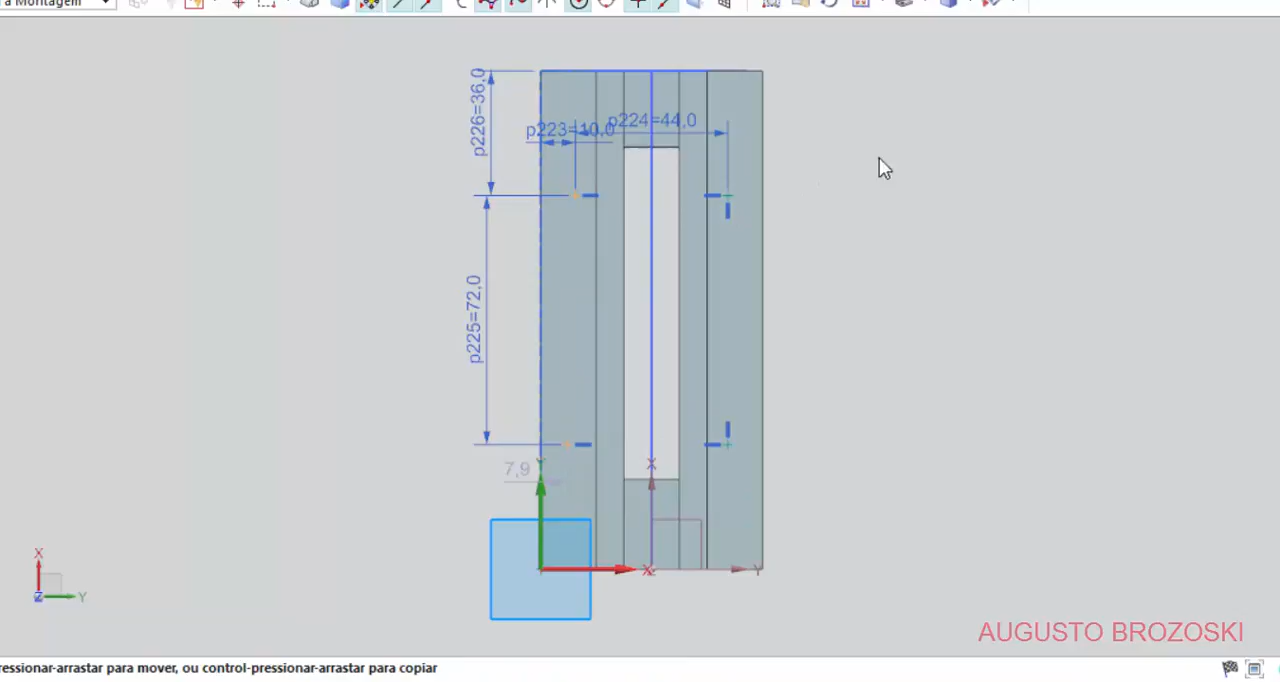 a Montagem
p226=36,0
p223=10,0
p224=44,0
p225=72,0
7,9
Y
X
X
Y
X
Y
Z
AUGUSTO BROZOSKI
ressionar-arrastar para mover, ou control-pressionar-arrastar para copiar